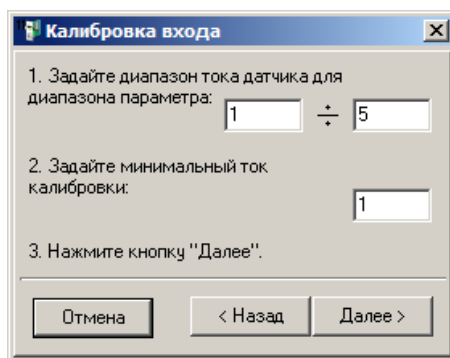 Калибровка входа
1. Задайте диапазон тока датчика для
диапазона параметра:
1 ÷ 5
2. Задайте минимальный ток
калибровки:
1
3. Нажмите кнопку "Далее".
Отмена < Назад Далее >